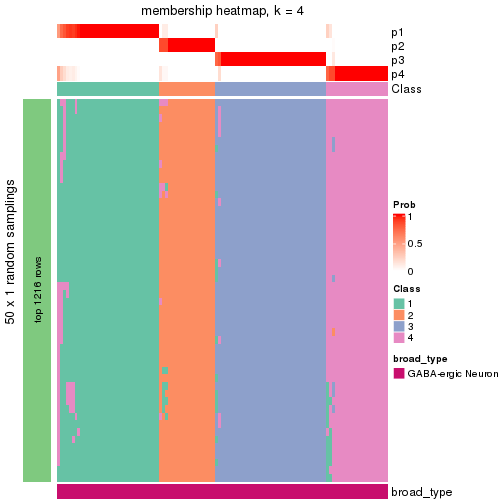 membership heatmap, k = 4
p1
p2
p3
p4
Class
50 x 1 random samplings
top 1216 rows
Prob
1
0.5
0
Class
1
2
3
4
broad_type
GABA-ergic Neuron
broad_type